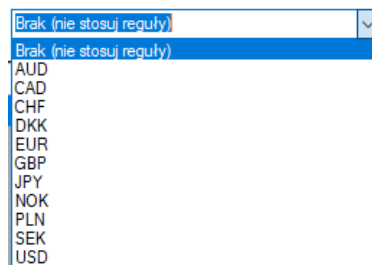 Brak (nie stosuj reguły)
Brak (nie stosuj reguły)
AUD
CAD
CHF
DKK
EUR
GBP
JPY
NOK
PLN
SEK
USD